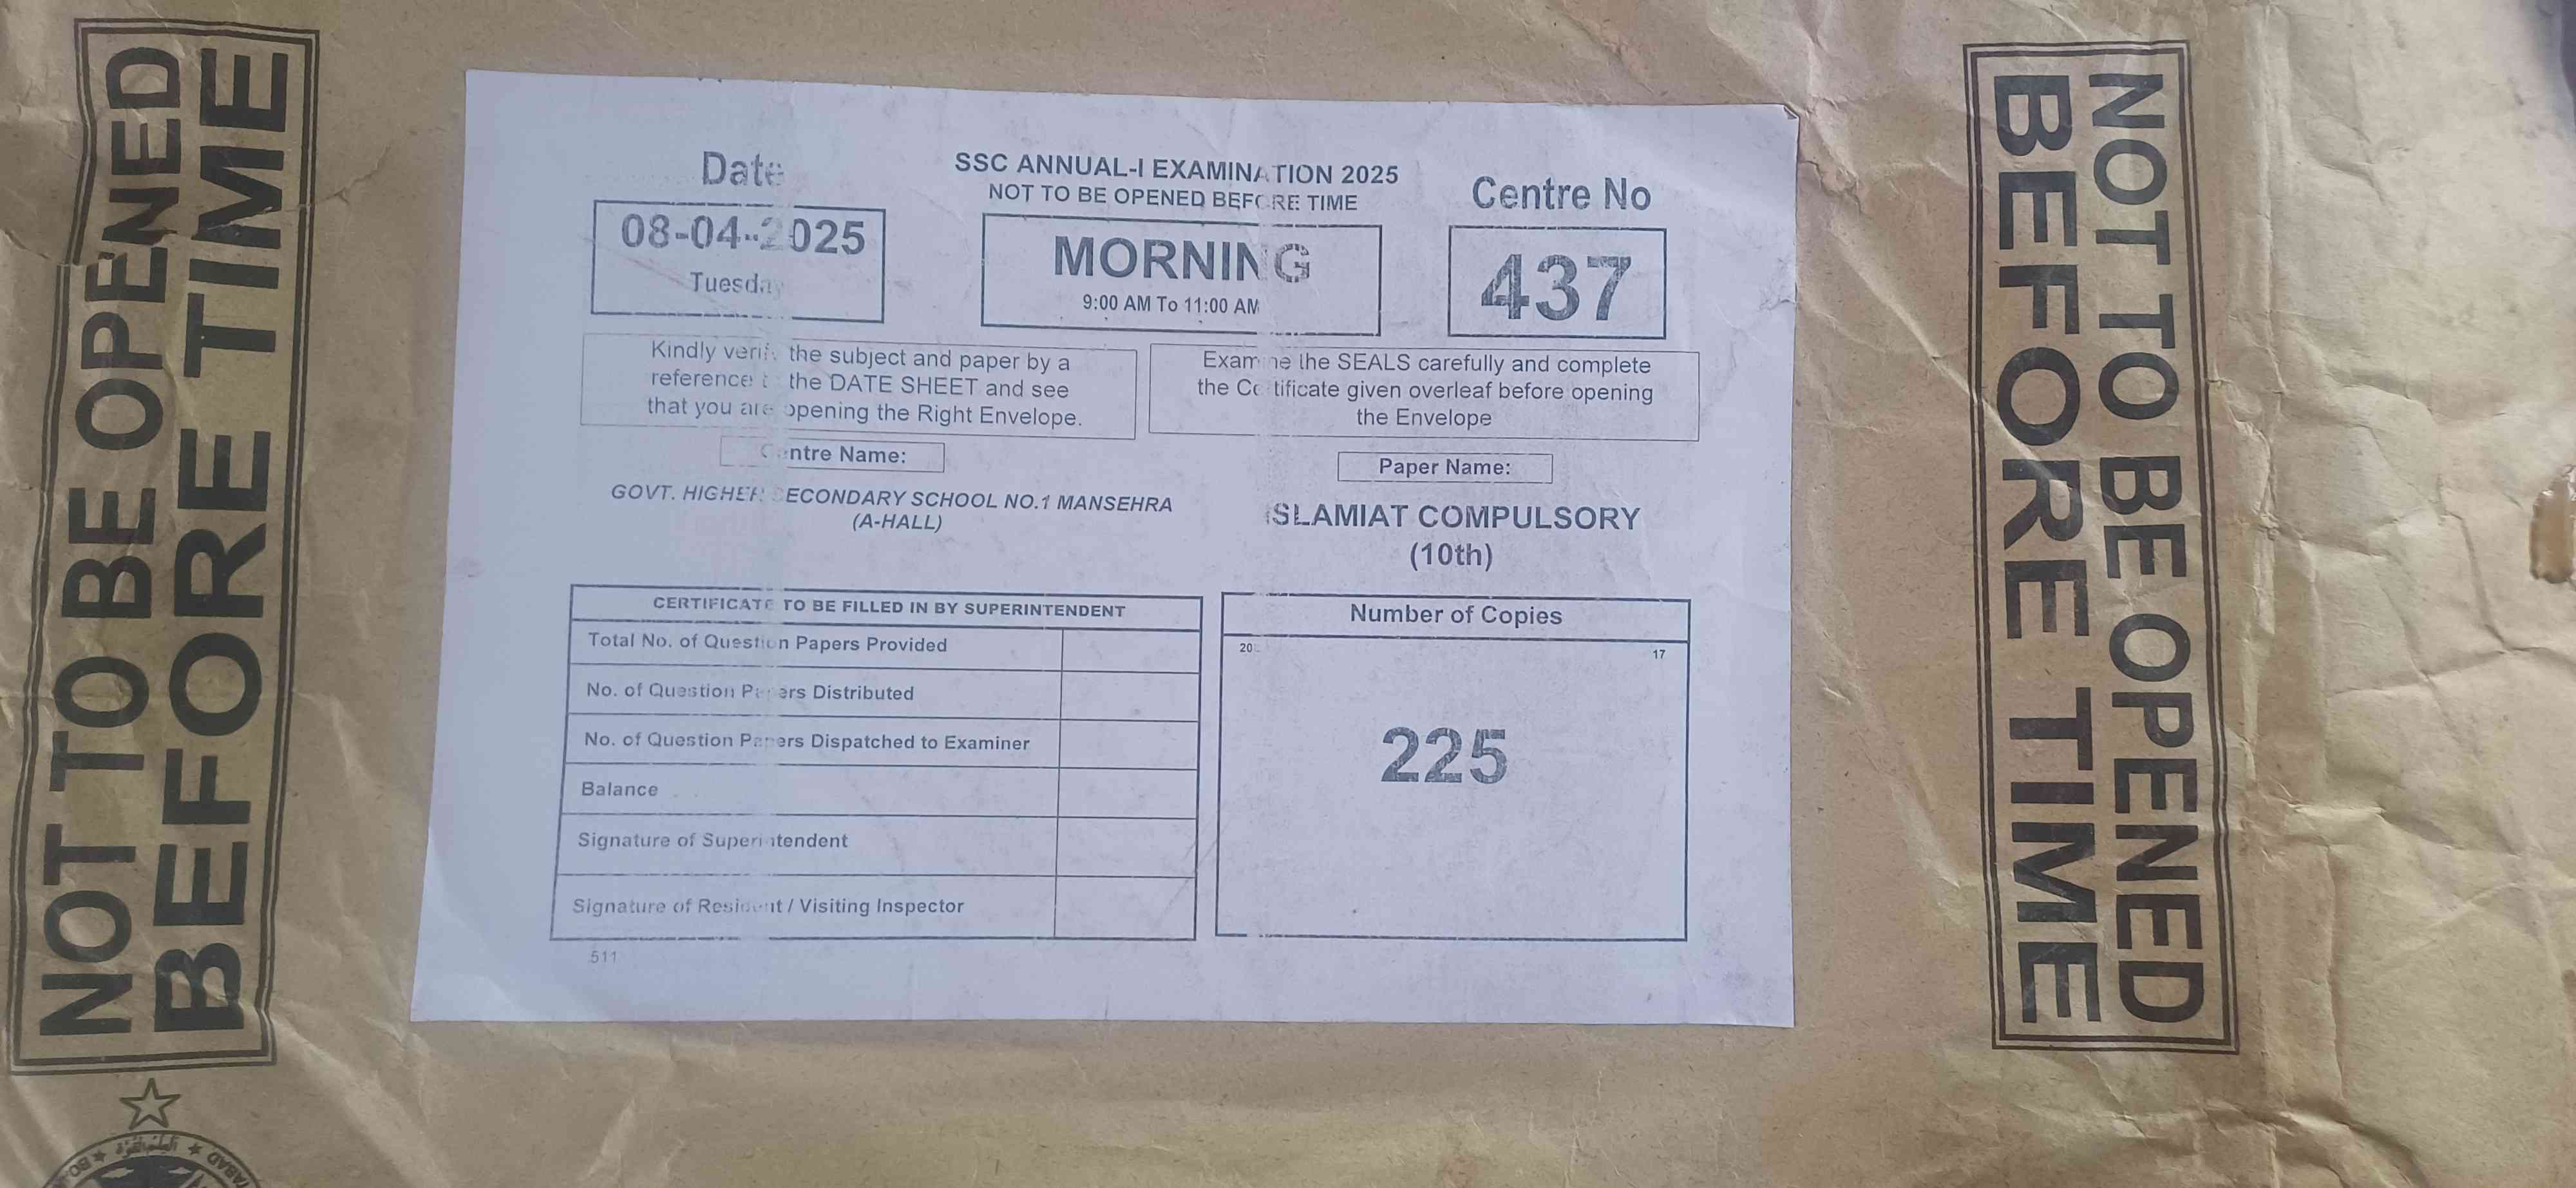 NOT TO BE OPENED
BEFORE TIME
Date
08-04-2025
Tuesday
SSC ANNUAL-I EXAMINATION 2025
NOT TO BE OPENED BEFORE TIME
MORNING
9:00 AM To 11:00 AM
Centre No
437
Kindly verify the subject and paper by a
reference to the DATE SHEET and see
that you are opening the Right Envelope.
Examine the SEALS carefully and complete
the Certificate given overleaf before opening
the Envelope
Centre Name:
GOVT. HIGHER SECONDARY SCHOOL NO.1 MANSEHRA
(A-HALL)
Paper Name:
ISLAMIAT COMPULSORY
(10th)
CERTIFICATE TO BE FILLED IN BY SUPERINTENDENT
Total No. of Question Papers Provided
No. of Question Papers Distributed
No. of Question Papers Dispatched to Examiner
Balance
Signature of Superintendent
Signature of Resident / Visiting Inspector
511
Number of Copies
20
17
225
NOT TO BE OPENED
BEFORE TIME